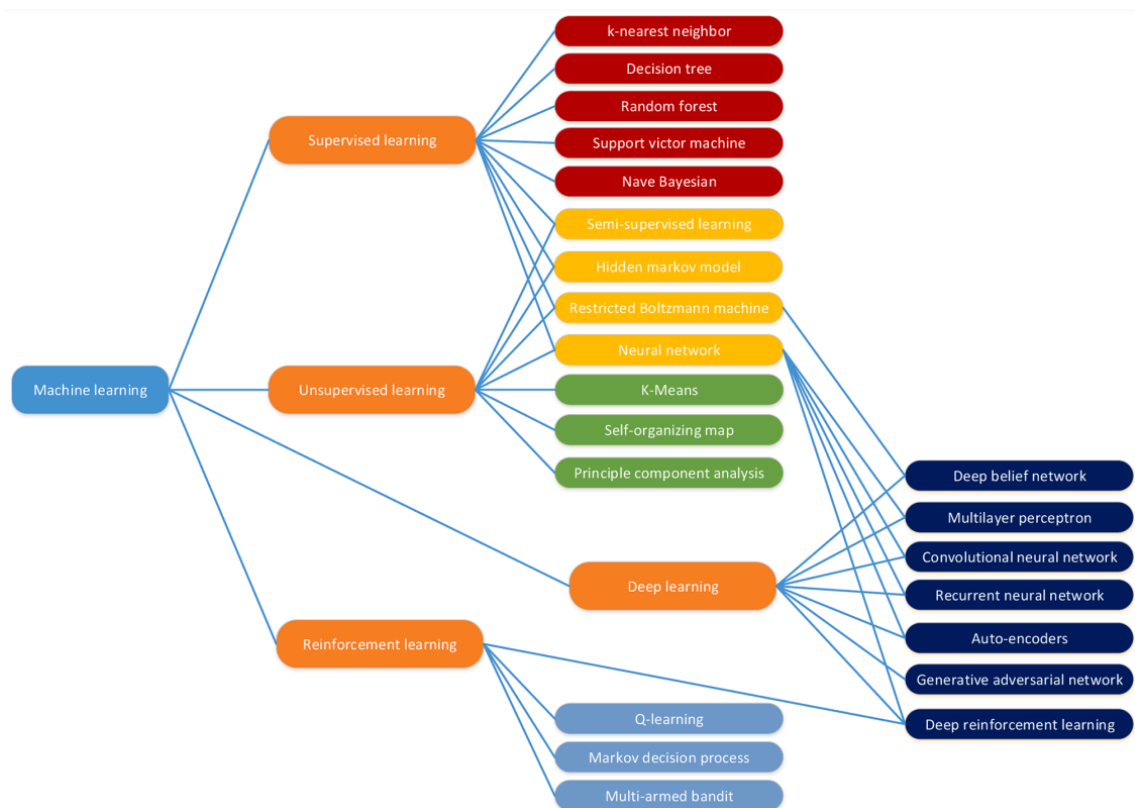 k-nearest neighbor
Decision tree
Random forest
Supervised learning
Support victor machine
Nave Bayesian
Semi-supervised learning
Hidden markov model
Restricted Boltzmann machine
Neural network
Machine learning
Unsupervised learning
K-Means
Self-organizing map
Principle component analysis
Deep belief network
Multilayer perceptron
Convolutional neural network
Deep learning
Recurrent neural network
Reinforcement learning
Auto-encoders
Generative adversarial network
Q-learning
Deep reinforcement learning
Markov decision process
Multi-armed bandit